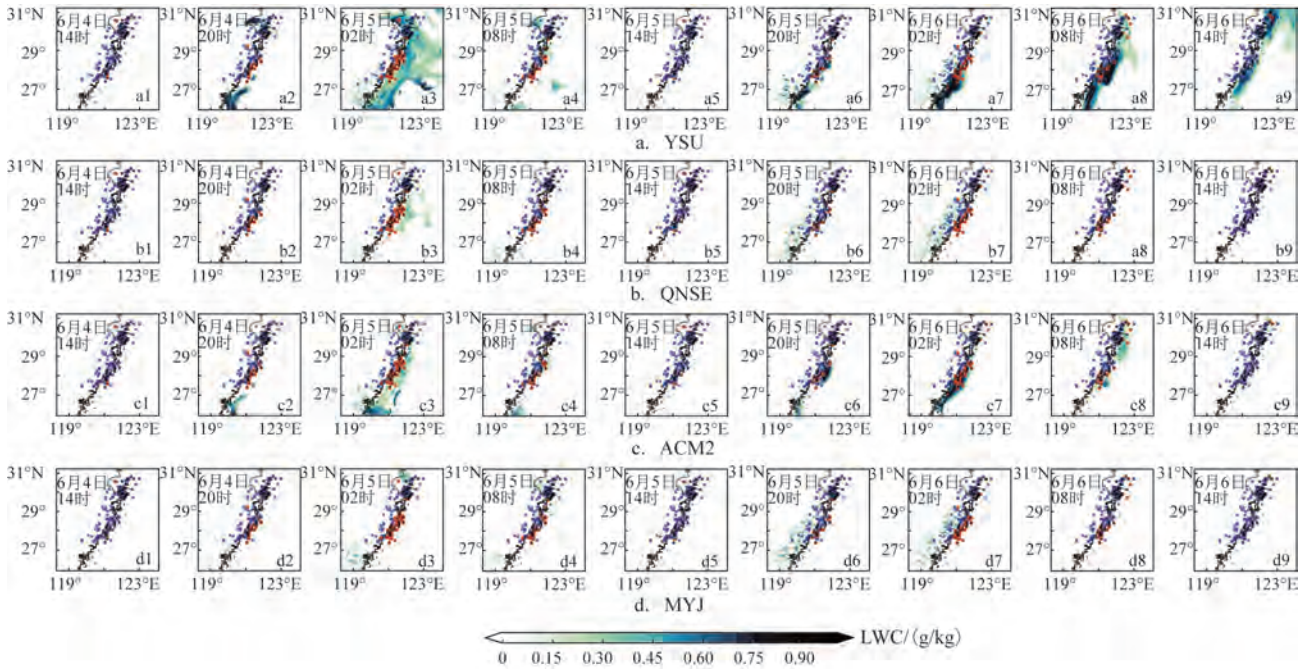 31°N 6月4日 31°N 6月4日 31°N 6月5日 31°N 6月5日 31°N 6月5日 31°N 6月5日 31°N 6月6日 31°N 6月6日 31°N 6月6日
14时 20时 02时 08时 14时 20时 02时 08时 14时
29° 29° 29° 29° 29° 29° 29° 29° 29°
27° 27° 27° 27° 27° 27° 27° 27° 27°
a1 a2 a3 a4 a5 a6 a7 a8 a9
119° 123°E 119° 123°E 119° 123°E 119° 123°E 119° 123°E 119° 123°E 119° 123°E 119° 123°E 119° 123°E
a. YSU
31°N 6月4日 31°N 6月4日 31°N 6月5日 31°N 6月5日 31°N 6月5日 31°N 6月5日 31°N 6月6日 31°N 6月6日 31°N 6月6日
14时 20时 02时 08时 14时 20时 02时 08时 14时
29° 29° 29° 29° 29° 29° 29° 29° 29°
27° 27° 27° 27° 27° 27° 27° 27° 27°
b1 b2 b3 b4 b5 b6 b7 a8 b9
119° 123°E 119° 123°E 119° 123°E 119° 123°E 119° 123°E 119° 123°E 119° 123°E 119° 123°E 119° 123°E
b. QNSE
31°N 6月4日 31°N 6月4日 31°N 6月5日 31°N 6月5日 31°N 6月5日 31°N 6月5日 31°N 6月6日 31°N 6月6日 31°N 6月6日
14时 20时 02时 08时 14时 20时 02时 08时 14时
29° 29° 29° 29° 29° 29° 29° 29° 29°
27° 27° 27° 27° 27° 27° 27° 27° 27°
c1 c2 c3 c4 c5 c6 c7 c8 c9
119° 123°E 119° 123°E 119° 123°E 119° 123°E 119° 123°E 119° 123°E 119° 123°E 119° 123°E 119° 123°E
c. ACM2
31°N 6月4日 31°N 6月4日 31°N 6月5日 31°N 6月5日 31°N 6月5日 31°N 6月5日 31°N 6月6日 31°N 6月6日 31°N 6月6日
14时 20时 02时 08时 14时 20时 02时 08时 14时
29° 29° 29° 29° 29° 29° 29° 29° 29°
27° 27° 27° 27° 27° 27° 27° 27° 27°
d1 d2 d3 d4 d5 d6 d7 d8 d9
119° 123°E 119° 123°E 119° 123°E 119° 123°E 119° 123°E 119° 123°E 119° 123°E 119° 123°E 119° 123°E
d. MYJ
LWC/(g/kg)
0 0.15 0.30 0.45 0.60 0.75 0.90